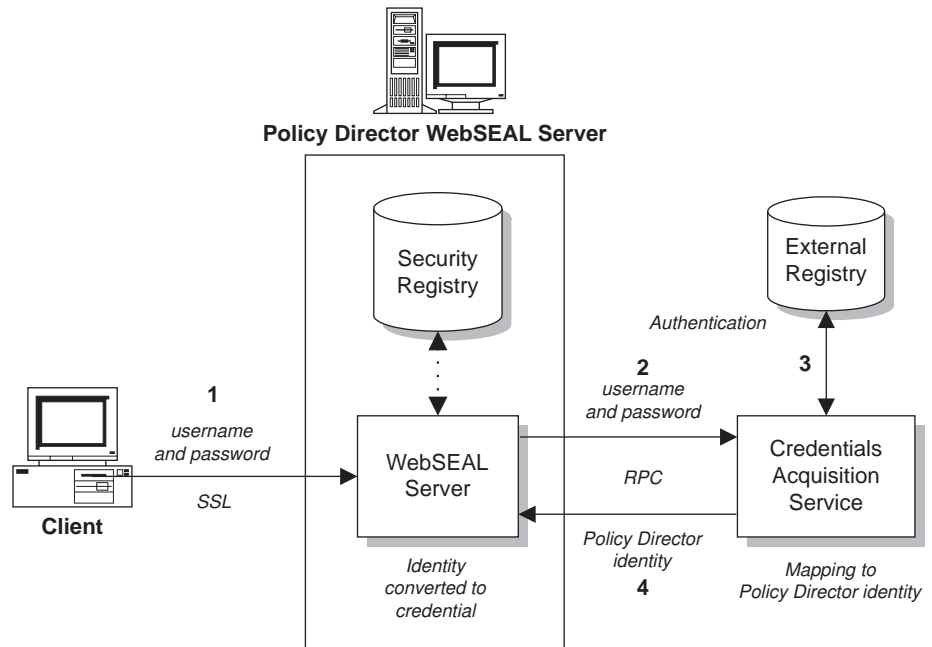 Policy Director WebSEAL Server
Security
Registry
External
Registry
Authentication
1
username
and password
SSL
Client
WebSEAL
Server
2
username
and password
3
RPC
Credentials
Acquisition
Service
Policy Director
identity
4
Identity
converted to
credential
Mapping to
Policy Director identity